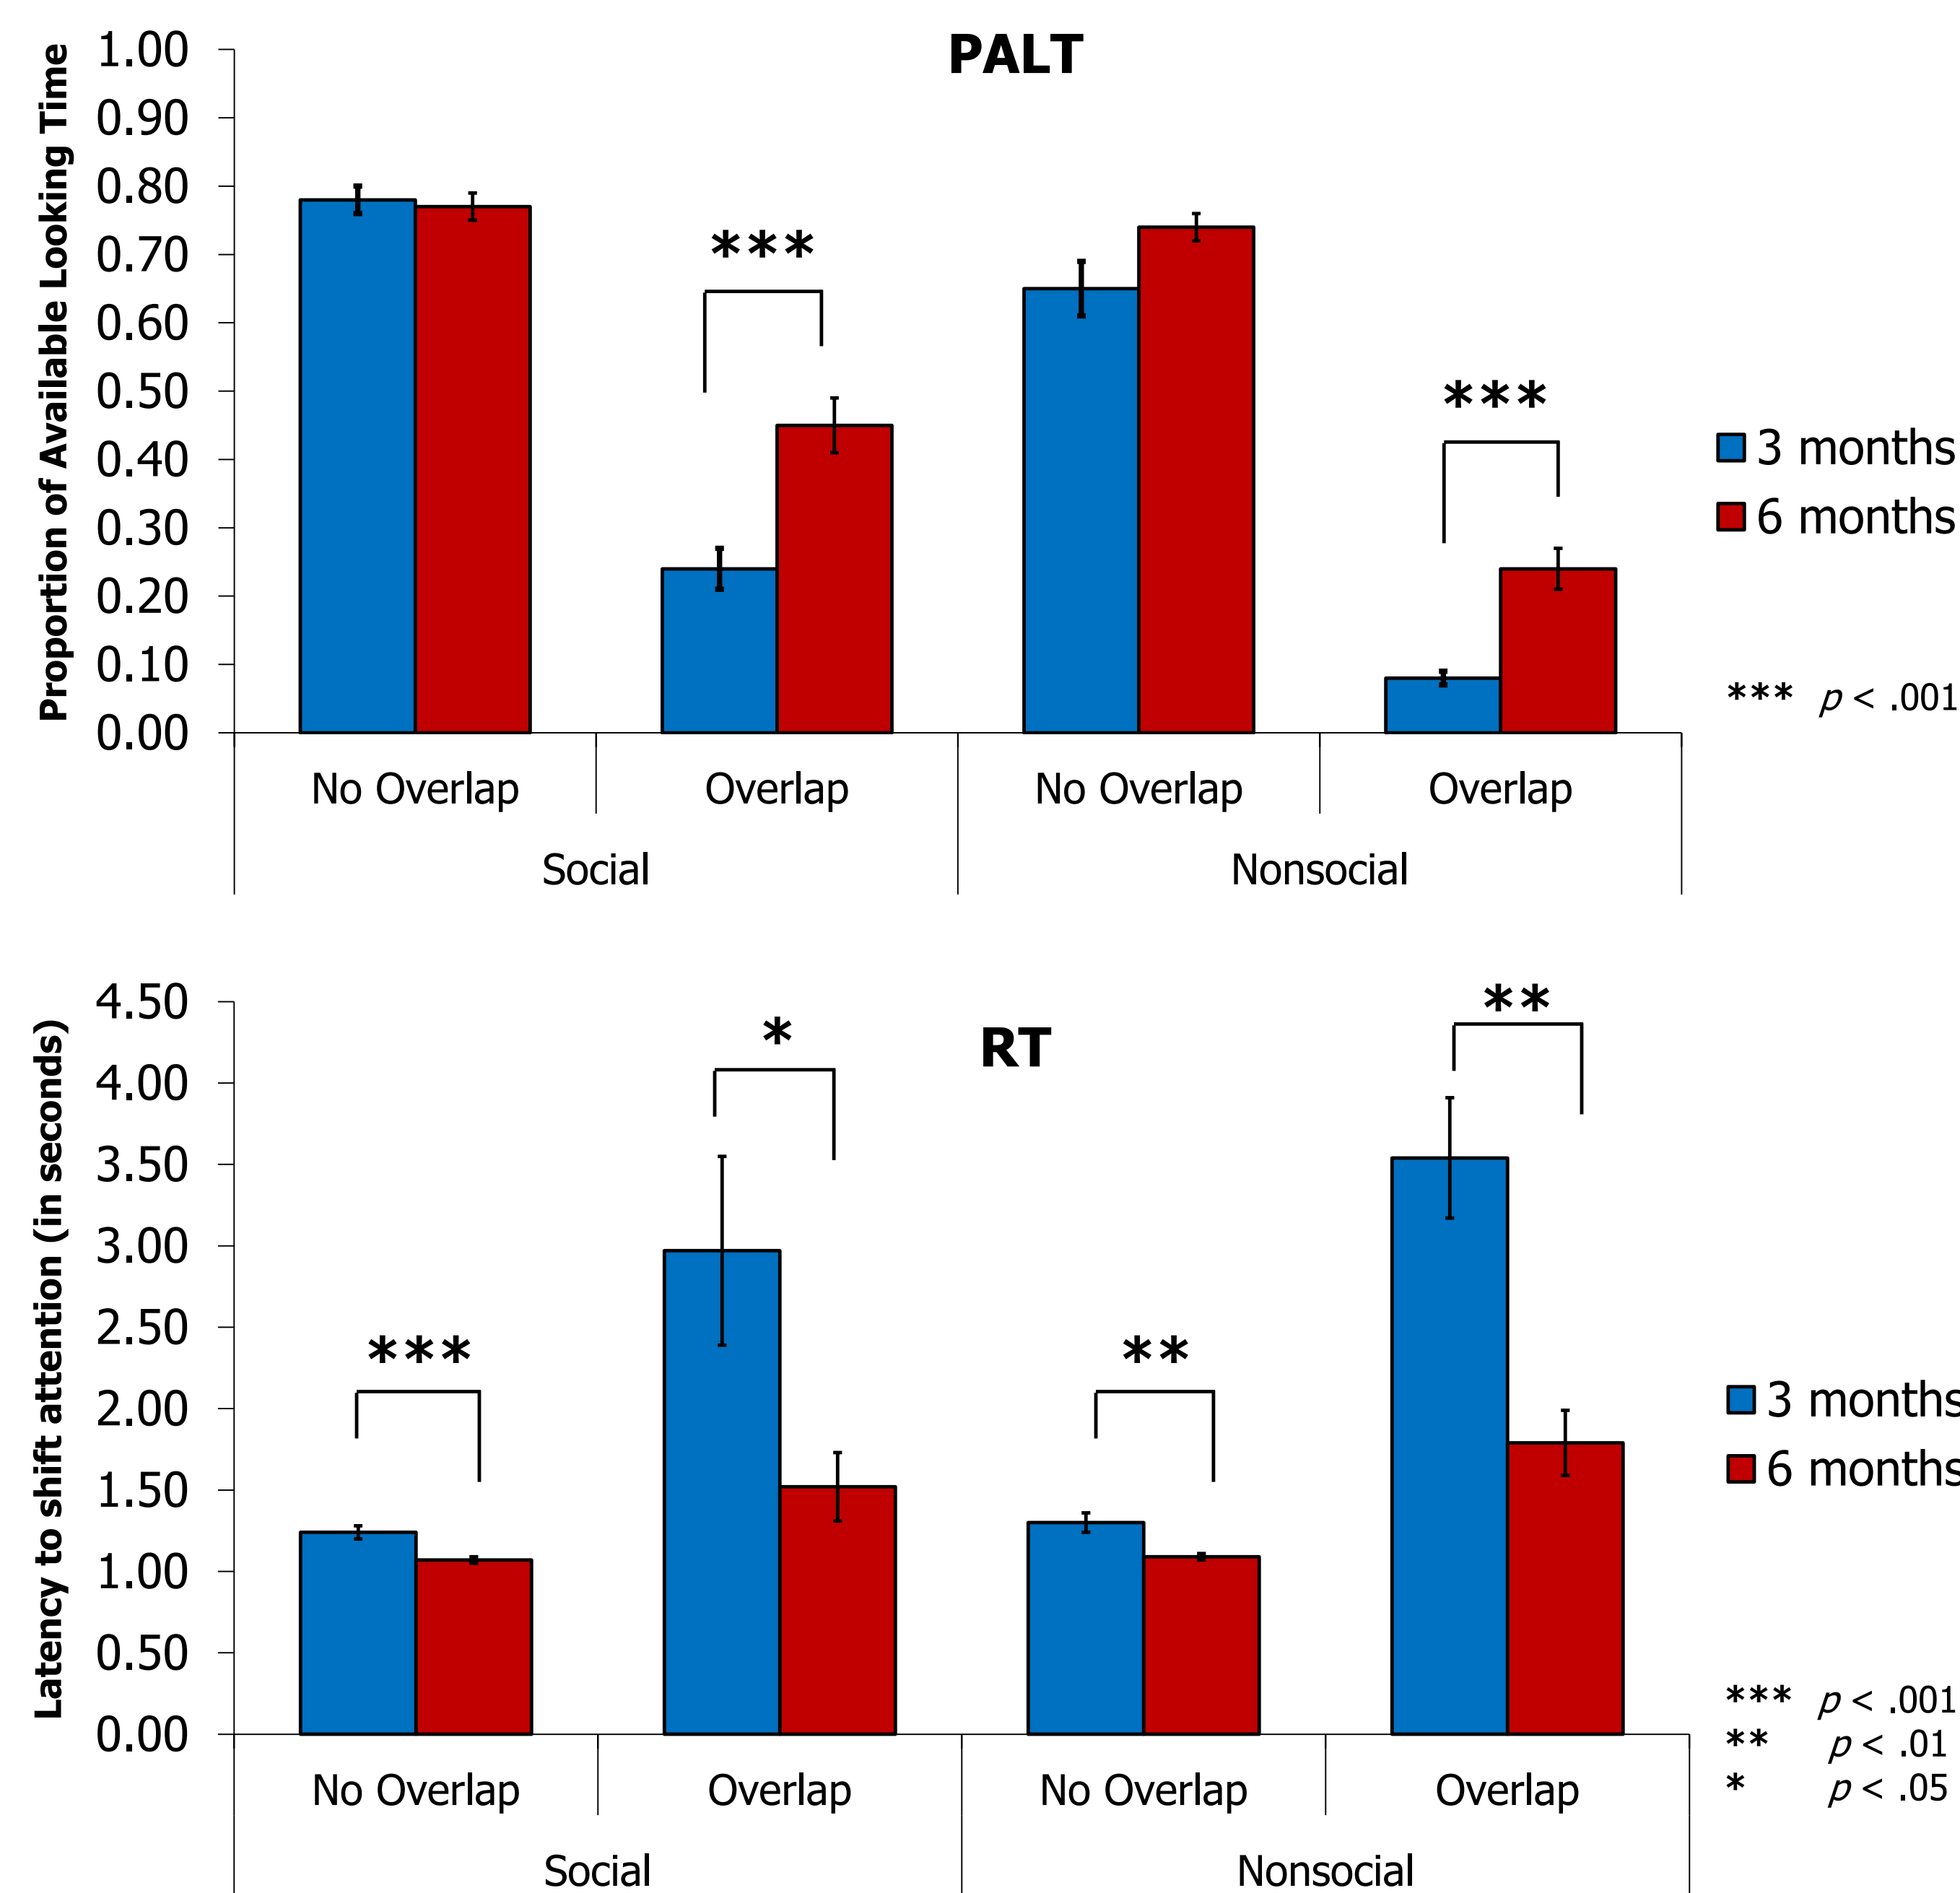 PALT
Proportion of Available Looking Time
1.00
0.90
0.80
0.70
0.60
0.50
0.40
0.30
0.20
0.10
0.00
***
***
3 months
6 months
*** p < .001
No Overlap Overlap No Overlap Overlap
Social Nonsocial
RT
Latency to shift attention (in seconds)
4.50
4.00
3.50
3.00
2.50
2.00
1.50
1.00
0.50
0.00
***
*
**
**
3 months
6 months
*** p < .001
** p < .01
* p < .05
No Overlap Overlap No Overlap Overlap
Social Nonsocial